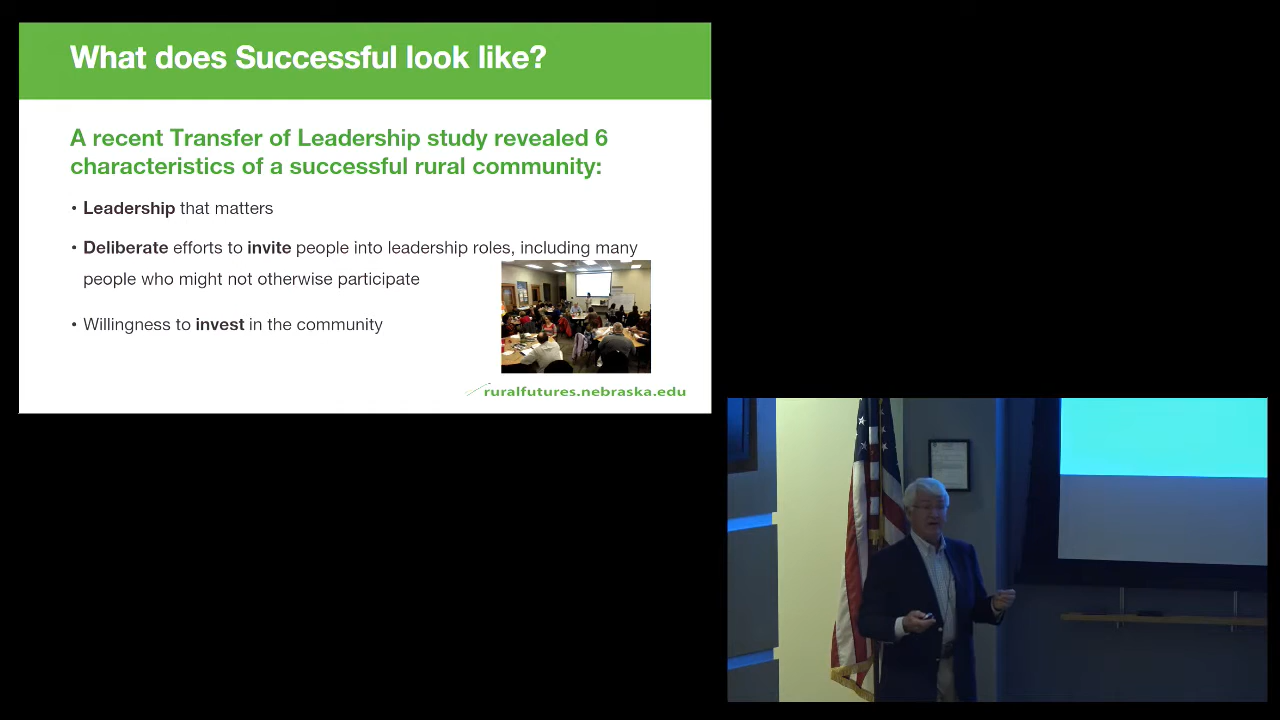 What does Successful look like?
A recent Transfer of Leadership study revealed 6
characteristics of a successful rural community:
• Leadership that matters
• Deliberate efforts to invite people into leadership roles, including many
people who might not otherwise participate
• Willingness to invest in the community
ruralfutures.nebraska.edu